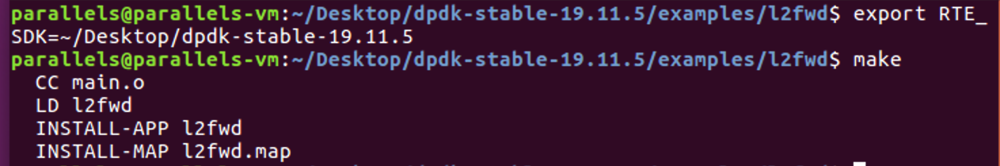 parallels@parallels-vm:~/Desktop/dpdk-stable-19.11.5/examples/l2fwd$ export RTE_
SDK=~/Desktop/dpdk-stable-19.11.5
parallels@parallels-vm:~/Desktop/dpdk-stable-19.11.5/examples/l2fwd$ make
  CC main.o
  LD l2fwd
  INSTALL-APP l2fwd
  INSTALL-MAP l2fwd.map